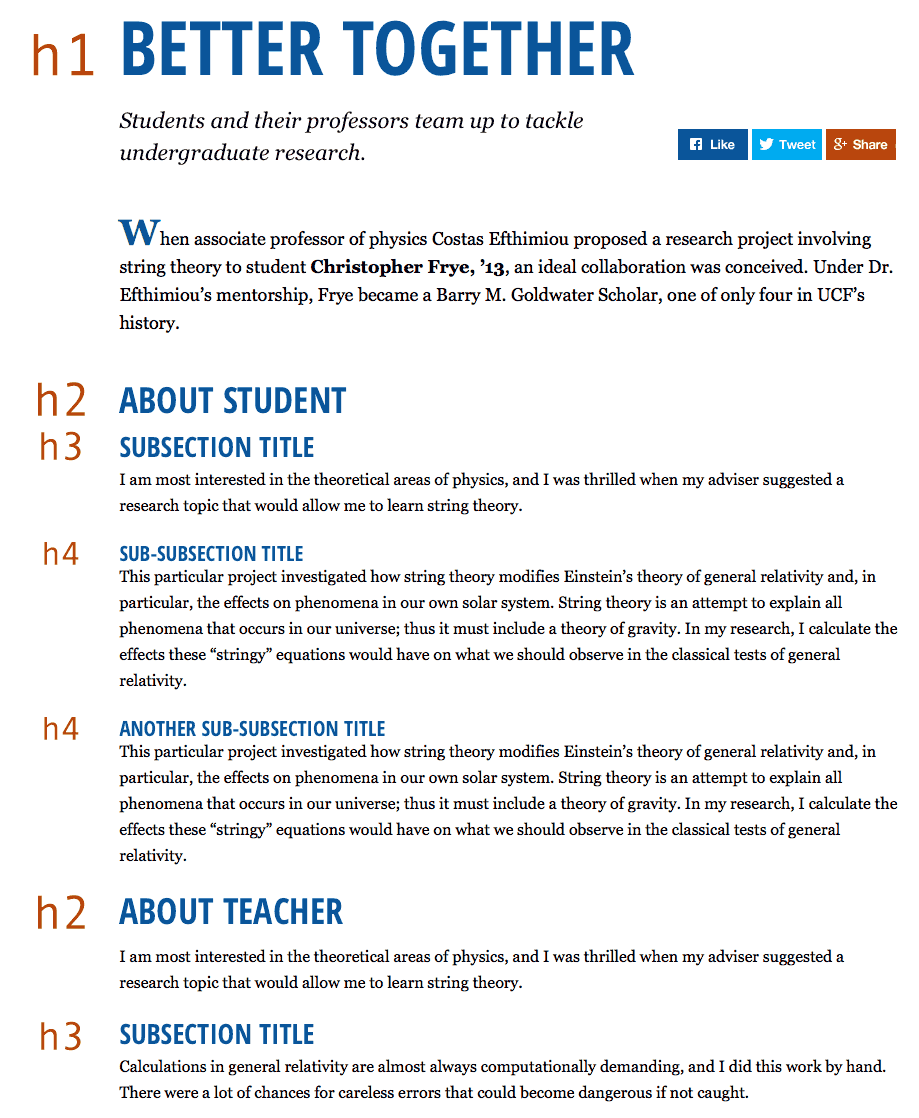 h1 BETTER TOGETHER
Students and their professors team up to tackle
undergraduate research.
Like Tweet g+ Share
When associate professor of physics Costas Efthimiou proposed a research project involving
string theory to student Christopher Frye, ’13, an ideal collaboration was conceived. Under Dr.
Efthimiou’s mentorship, Frye became a Barry M. Goldwater Scholar, one of only four in UCF’s
history.
h2 ABOUT STUDENT
h3 SUBSECTION TITLE
I am most interested in the theoretical areas of physics, and I was thrilled when my adviser suggested a
research topic that would allow me to learn string theory.
h4 SUB-SUBSECTION TITLE
This particular project investigated how string theory modifies Einstein’s theory of general relativity and, in
particular, the effects on phenomena in our own solar system. String theory is an attempt to explain all
phenomena that occurs in our universe; thus it must include a theory of gravity. In my research, I calculate the
effects these “stringy” equations would have on what we should observe in the classical tests of general
relativity.
h4 ANOTHER SUB-SUBSECTION TITLE
This particular project investigated how string theory modifies Einstein’s theory of general relativity and, in
particular, the effects on phenomena in our own solar system. String theory is an attempt to explain all
phenomena that occurs in our universe; thus it must include a theory of gravity. In my research, I calculate the
effects these “stringy” equations would have on what we should observe in the classical tests of general
relativity.
h2 ABOUT TEACHER
I am most interested in the theoretical areas of physics, and I was thrilled when my adviser suggested a
research topic that would allow me to learn string theory.
h3 SUBSECTION TITLE
Calculations in general relativity are almost always computationally demanding, and I did this work by hand.
There were a lot of chances for careless errors that could become dangerous if not caught.